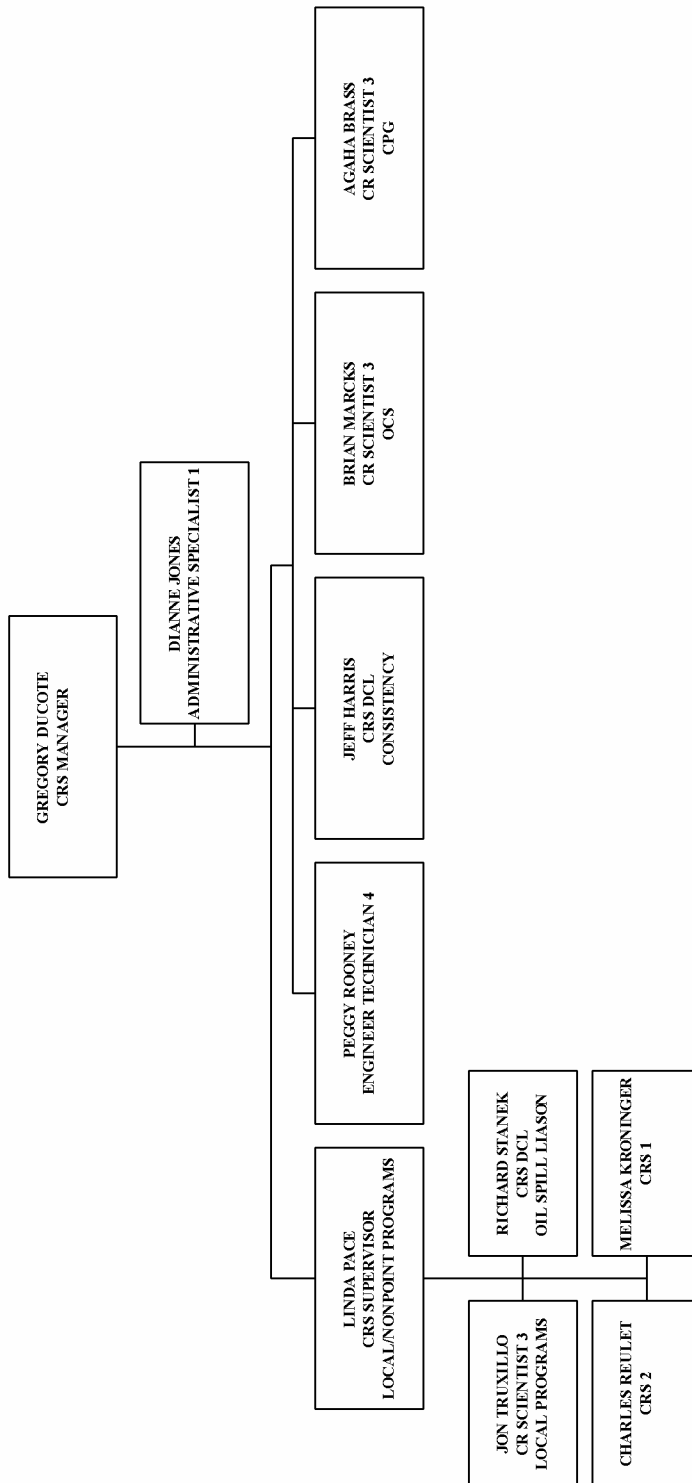 GREGORY DUCOTE
CRS MANAGER
DIANNE JONES
ADMINISTRATIVE SPECIALIST 1
LINDA PACE
CRS SUPERVISOR
LOCAL/NONPOINT PROGRAMS
PEGGY ROONEY
ENGINEER TECHNICIAN 4
JEFF HARRIS
CRS DCL
CONSISTENCY
BRIAN MARCKS
CR SCIENTIST 3
OCS
AGAHA BRASS
CR SCIENTIST 3
CPG
JON TRUXILLO
CR SCIENTIST 3
LOCAL PROGRAMS
RICHARD STANEK
CRS DCL
OIL SPILL LIASON
CHARLES REULET
CRS 2
MELISSA KRONINGER
CRS 1